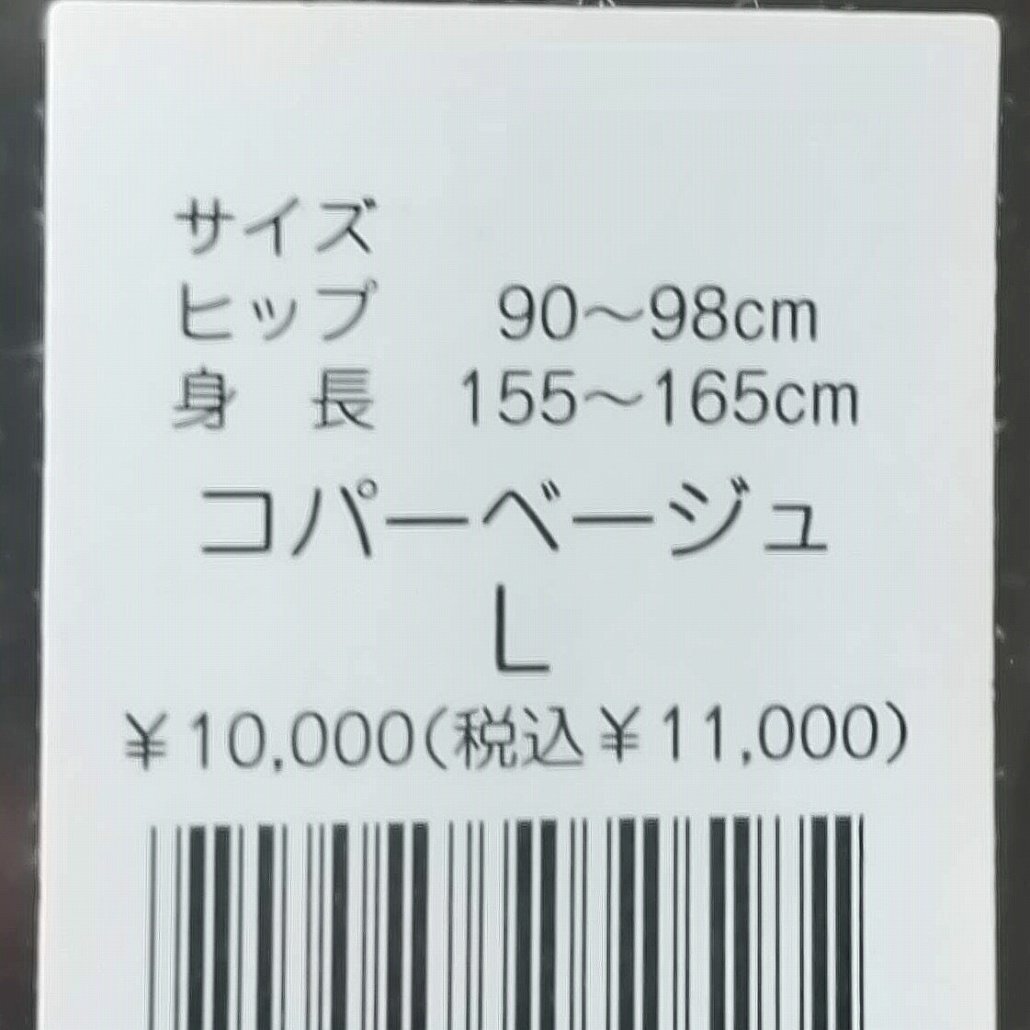 サイズ
ヒップ　90～98cm
身　長　155～165cm
コパーベージュ
L
¥10,000(税込¥11,000)